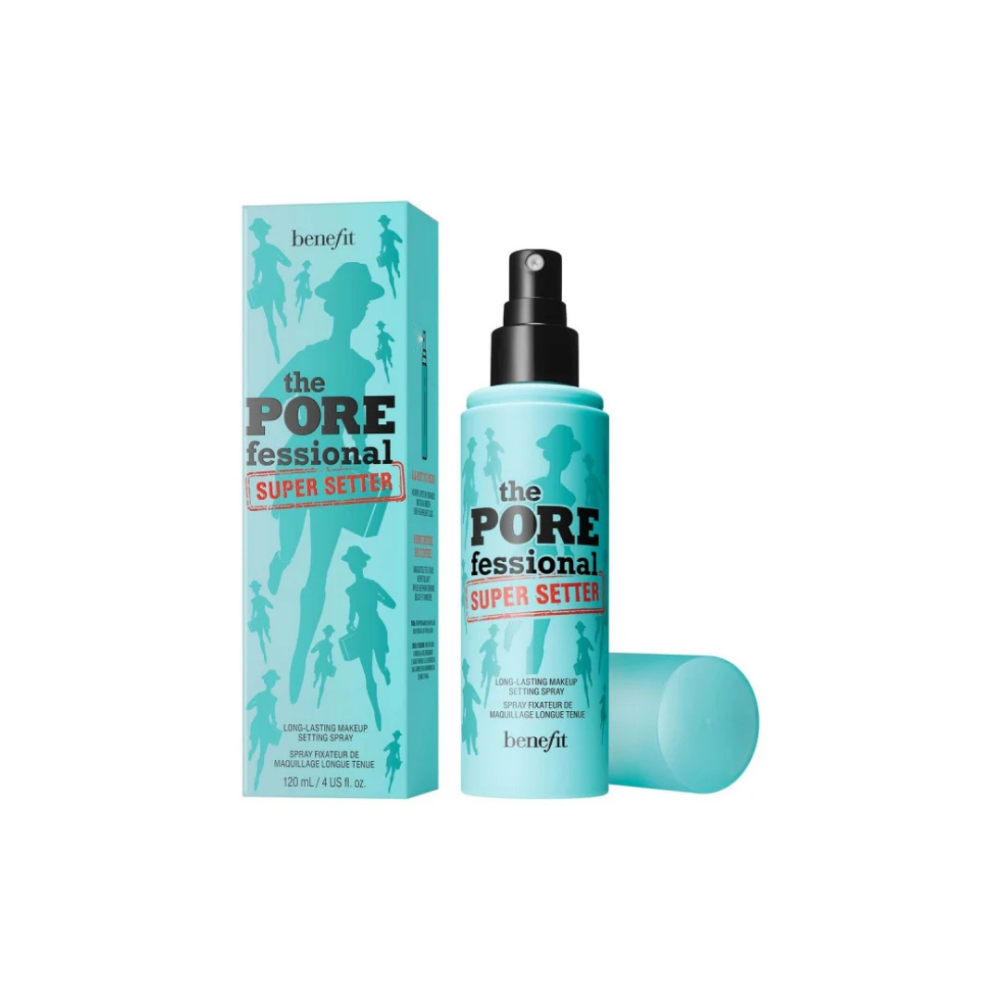 benefit
the
PORE
fessional
SUPER SETTER
LONG-LASTING MAKEUP
SETTING SPRAY
SPRAY FIXATEUR DE
MAQUILLAGE LONGUE TENUE
120 mL / 4 US fl. oz.
the
PORE
fessional
SUPER SETTER
LONG-LASTING MAKEUP
SETTING SPRAY
SPRAY FIXATEUR DE
MAQUILLAGE LONGUE TENUE
benefit